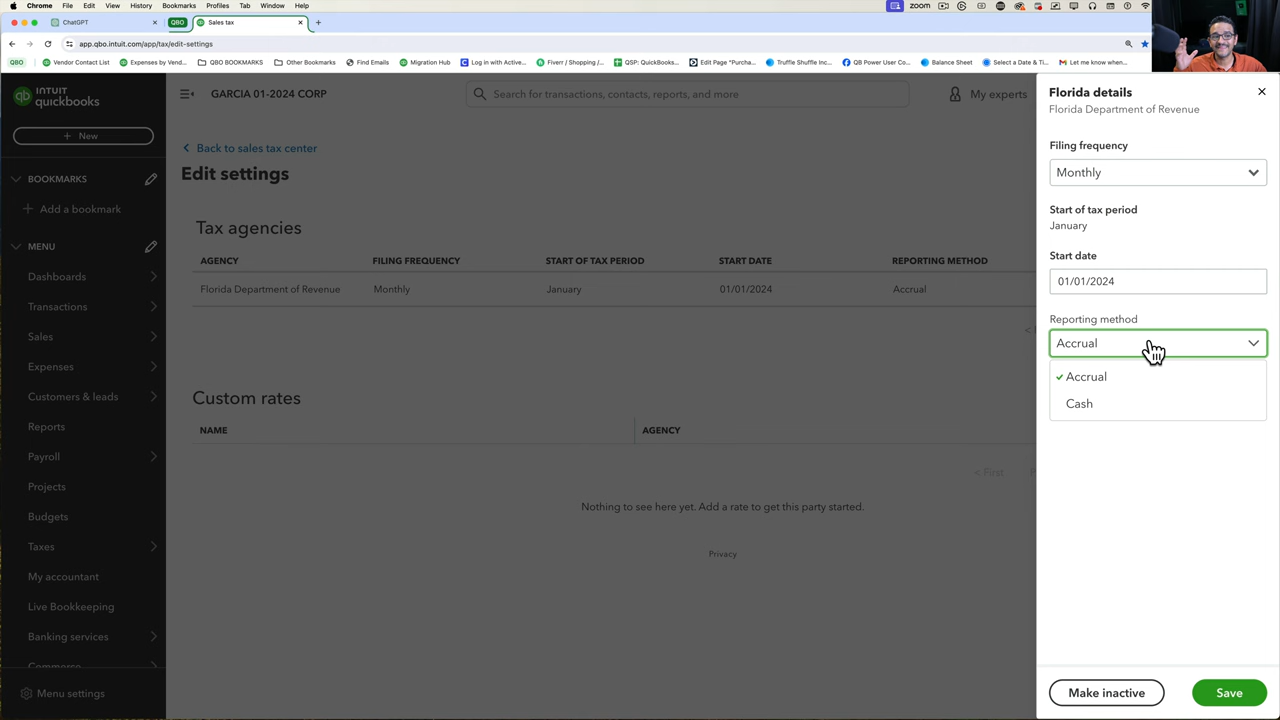 Chrome File Edit View History Bookmarks Profiles Tab Window Help
zoom
ChatGPT
QBO
Sales tax
app.qbo.intuit.com/app/tax/edit-settings
QBO
Vendor Contact List
Expenses by Vend...
QBO BOOKMARKS
Other Bookmarks
Find Emails
Migration Hub
Log in with Active...
Fiverr / Shopping /...
QSP: QuickBooks...
Edit Page "Purcha...
Truffle Shuffle Inc...
QB Power User Co...
Balance Sheet
Select a Date & Ti...
Let me know when...
INTUIT
quickbooks
GARCIA 01-2024 CORP
Search for transactions, contacts, reports, and more
My experts
+ New
BOOKMARKS
+ Add a bookmark
MENU
Dashboards
Transactions
Sales
Expenses
Customers & leads
Reports
Payroll
Projects
Budgets
Taxes
My accountant
Live Bookkeeping
Banking services
Commerce
Menu settings
Back to sales tax center
Edit settings
Tax agencies
AGENCY FILING FREQUENCY START OF TAX PERIOD START DATE REPORTING METHOD
Florida Department of Revenue Monthly January 01/01/2024 Accrual
Custom rates
NAME AGENCY
< First
Nothing to see here yet. Add a rate to get this party started.
Privacy
Florida details
Florida Department of Revenue
Filing frequency
Monthly
Start of tax period
January
Start date
01/01/2024
Reporting method
Accrual
Accrual
Cash
Make inactive
Save